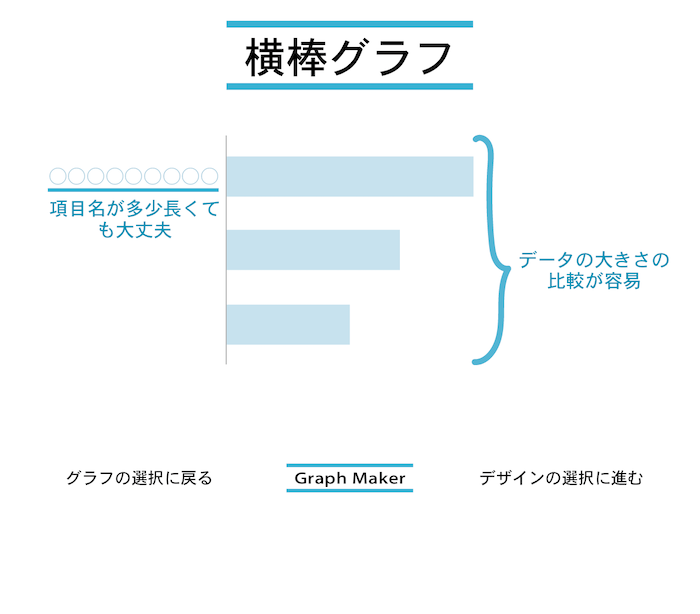 横棒グラフ
○○○○○○○○○
項目名が多少長くて
も大丈夫
データの大きさの
比較が容易
グラフの選択に戻る
Graph Maker
デザインの選択に進む